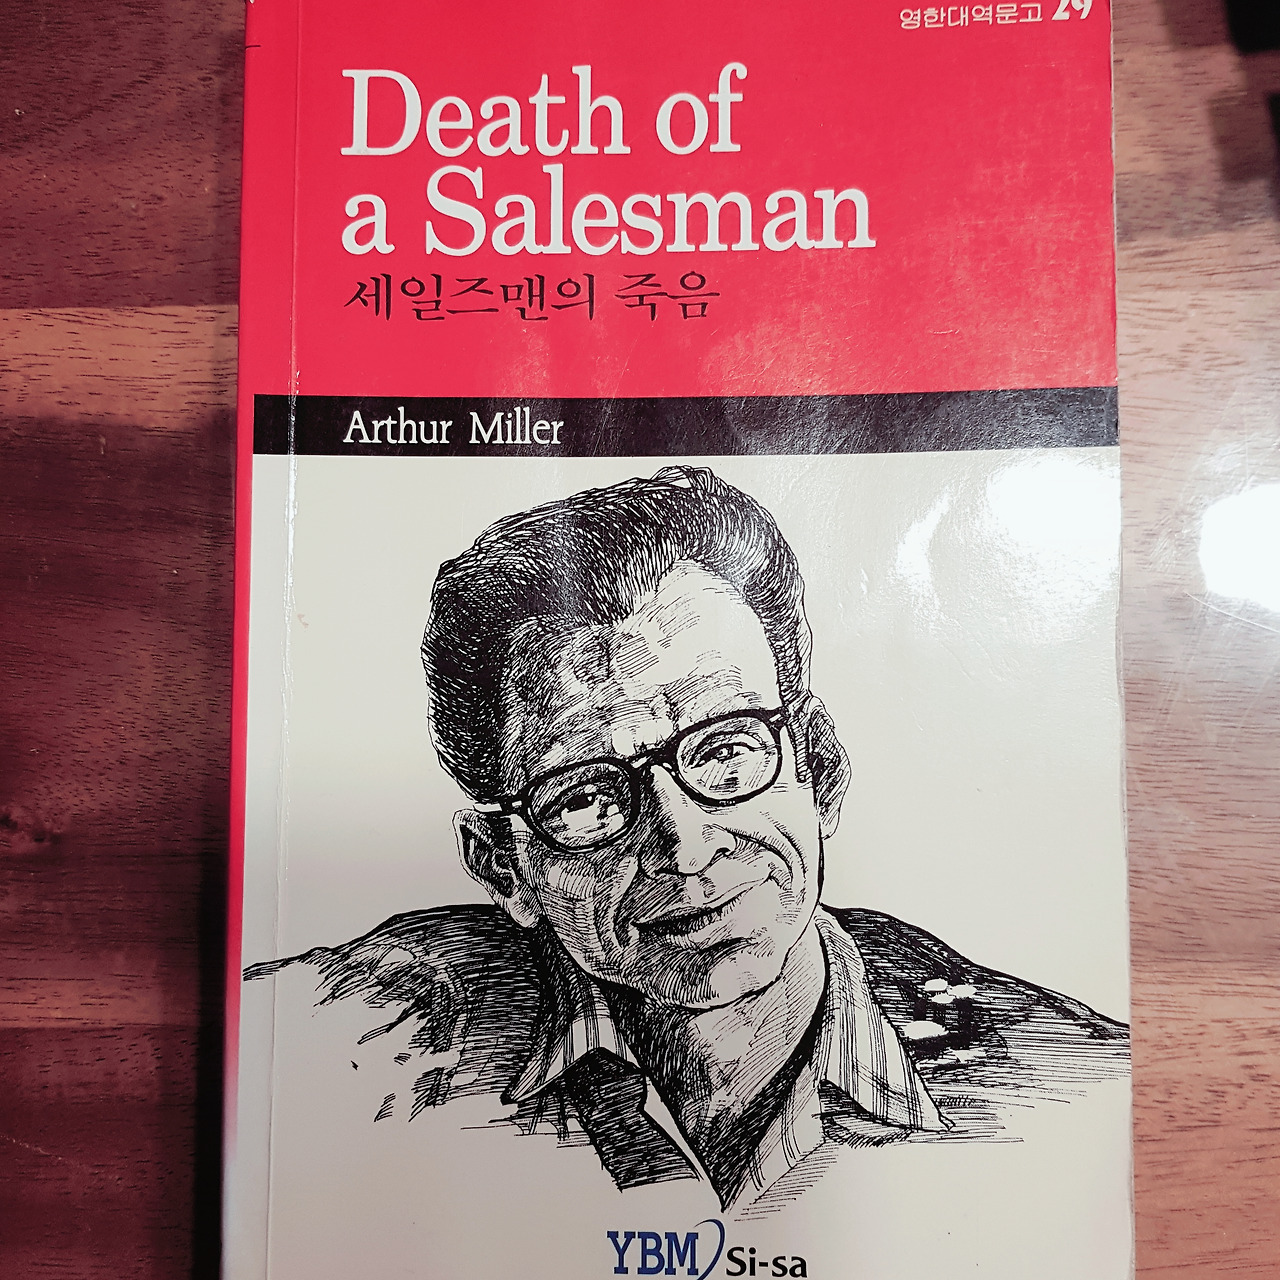 영한대역문고 29
Death of
a Salesman
세일즈맨의 죽음
Arthur Miller
YBM Si-sa